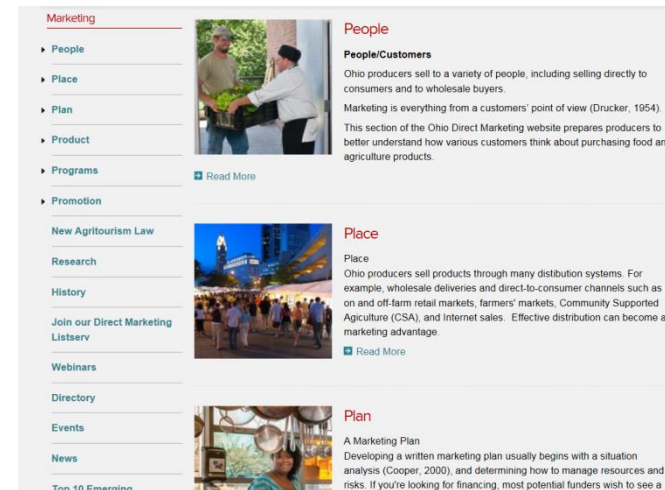 Marketing
People
Place
Plan
Product
Programs
Promotion
New Agritourism Law
Research
History
Join our Direct Marketing
Listserv
Webinars
Directory
Events
News
Top 10 Emerging
People
People/Customers
Ohio producers sell to a variety of people, including selling directly to
consumers and to wholesale buyers.
Marketing is everything from a customers' point of view (Drucker, 1954).
This section of the Ohio Direct Marketing website prepares producers to
better understand how various customers think about purchasing food an
agriculture products.
Read More
Place
Place
Ohio producers sell products through many distibution systems. For
example, wholesale deliveries and direct-to-consumer channels such as
on and off-farm retail markets, farmers' markets, Community Supported
Agiculture (CSA), and Internet sales. Effective distribution can become a
marketing advantage.
Read More
Plan
A Marketing Plan
Developing a written marketing plan usually begins with a situation
analysis (Cooper, 2000), and determining how to manage resources and
risks. If you're looking for financing, most potential funders wish to see a